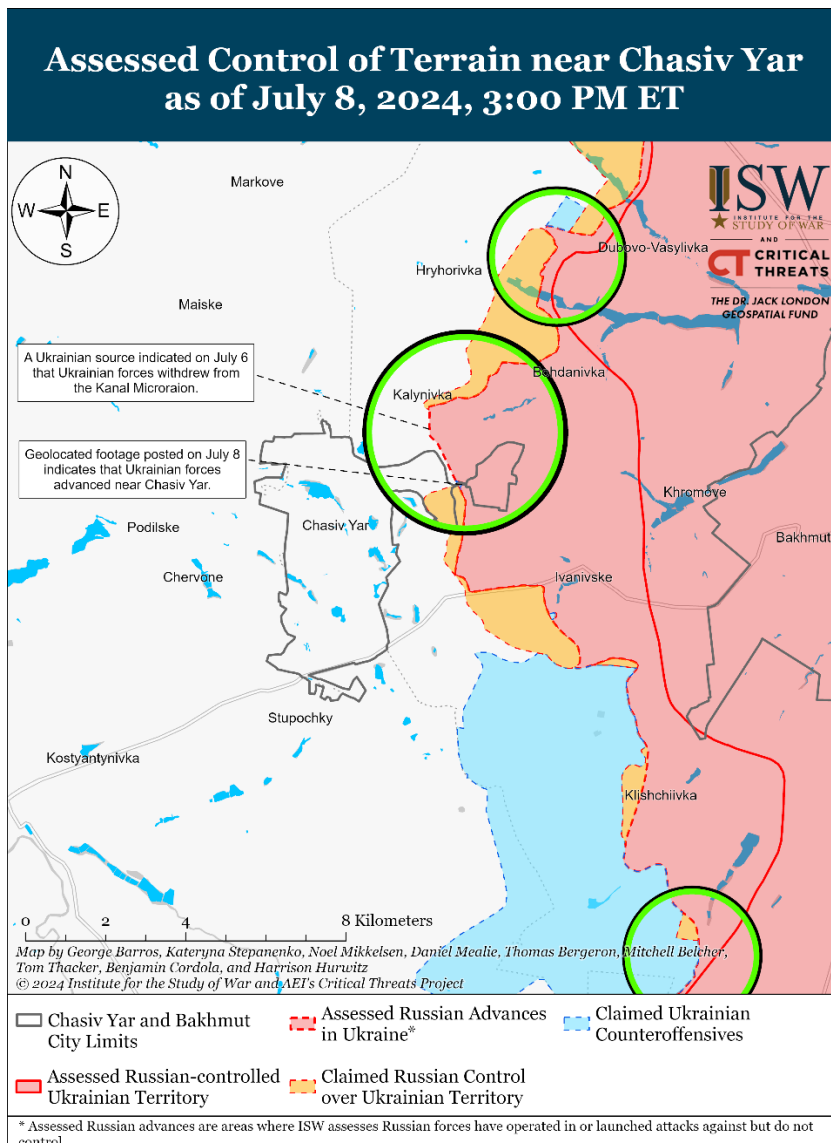 Assessed Control of Terrain near Chasiv Yar
as of July 8, 2024, 3:00 PM ET
N
W
E
S
Markove
ISW
INSTITUTE FOR THE
STUDY OF WAR
AND
CT CRITICAL
THREATS
THE DR. JACK LONDON
GEOSPATIAL FUND
Dubovo-Vasylivka
Hryhorivka
Maiske
A Ukrainian source indicated on July 6
that Ukrainian forces withdrew from
the Kanal Microraion.
Bohdanivka
Kalynivka
Geolocated footage posted on July 8
indicates that Ukrainian forces
advanced near Chasiv Yar.
Khromove
Podilske
Chasiv Yar
Bakhmut
Chervone
Ivanivske
Stupochky
Kostyantynivka
Klishchiivka
0 2 4 8 Kilometers
Map by George Barros, Kateryna Stepanenko, Noel Mikkelsen, Daniel Mealie, Thomas Bergeron, Mitchell Belcher,
Tom Thacker, Benjamin Cordola, and Harrison Hurwitz
© 2024 Institute for the Study of War and AEI's Critical Threats Project
Chasiv Yar and Bakhmut
City Limits
Assessed Russian Advances
in Ukraine*
Claimed Ukrainian
Counteroffensives
Assessed Russian-controlled
Ukrainian Territory
Claimed Russian Control
over Ukrainian Territory
* Assessed Russian advances are areas where ISW assesses Russian forces have operated in or launched attacks against but do not
control